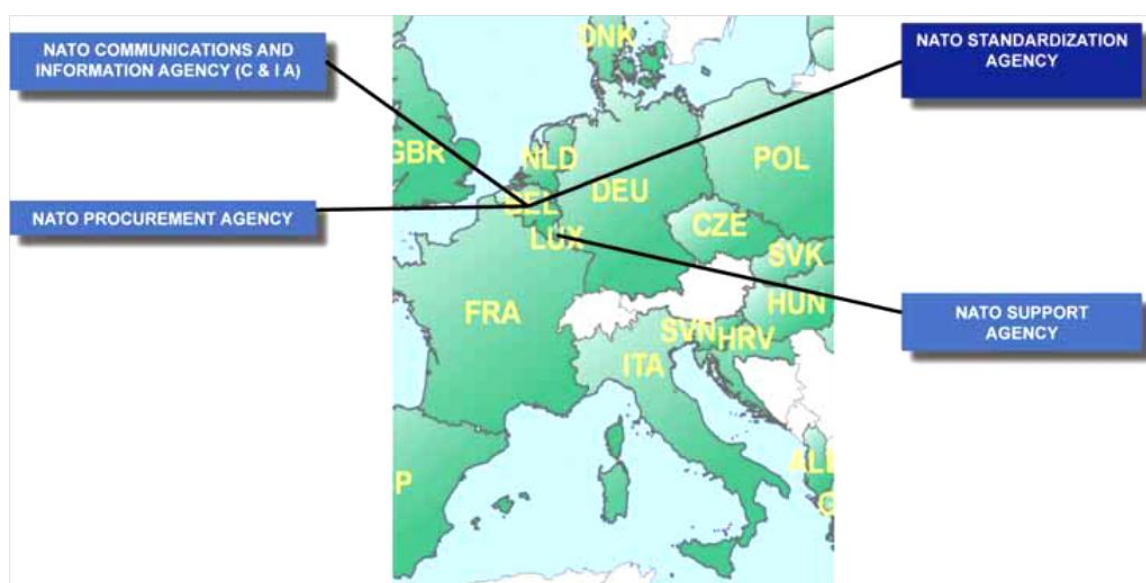 NATO COMMUNICATIONS AND
INFORMATION AGENCY (C & I A)
NATO STANDARDIZATION
AGENCY
NATO PROCUREMENT AGENCY
NATO SUPPORT
AGENCY
DNK
GBR
NLD
POL
DEU
BEL
CZE
LUX
SVK
HUN
FRA
SVN
HRV
ITA
AL
P